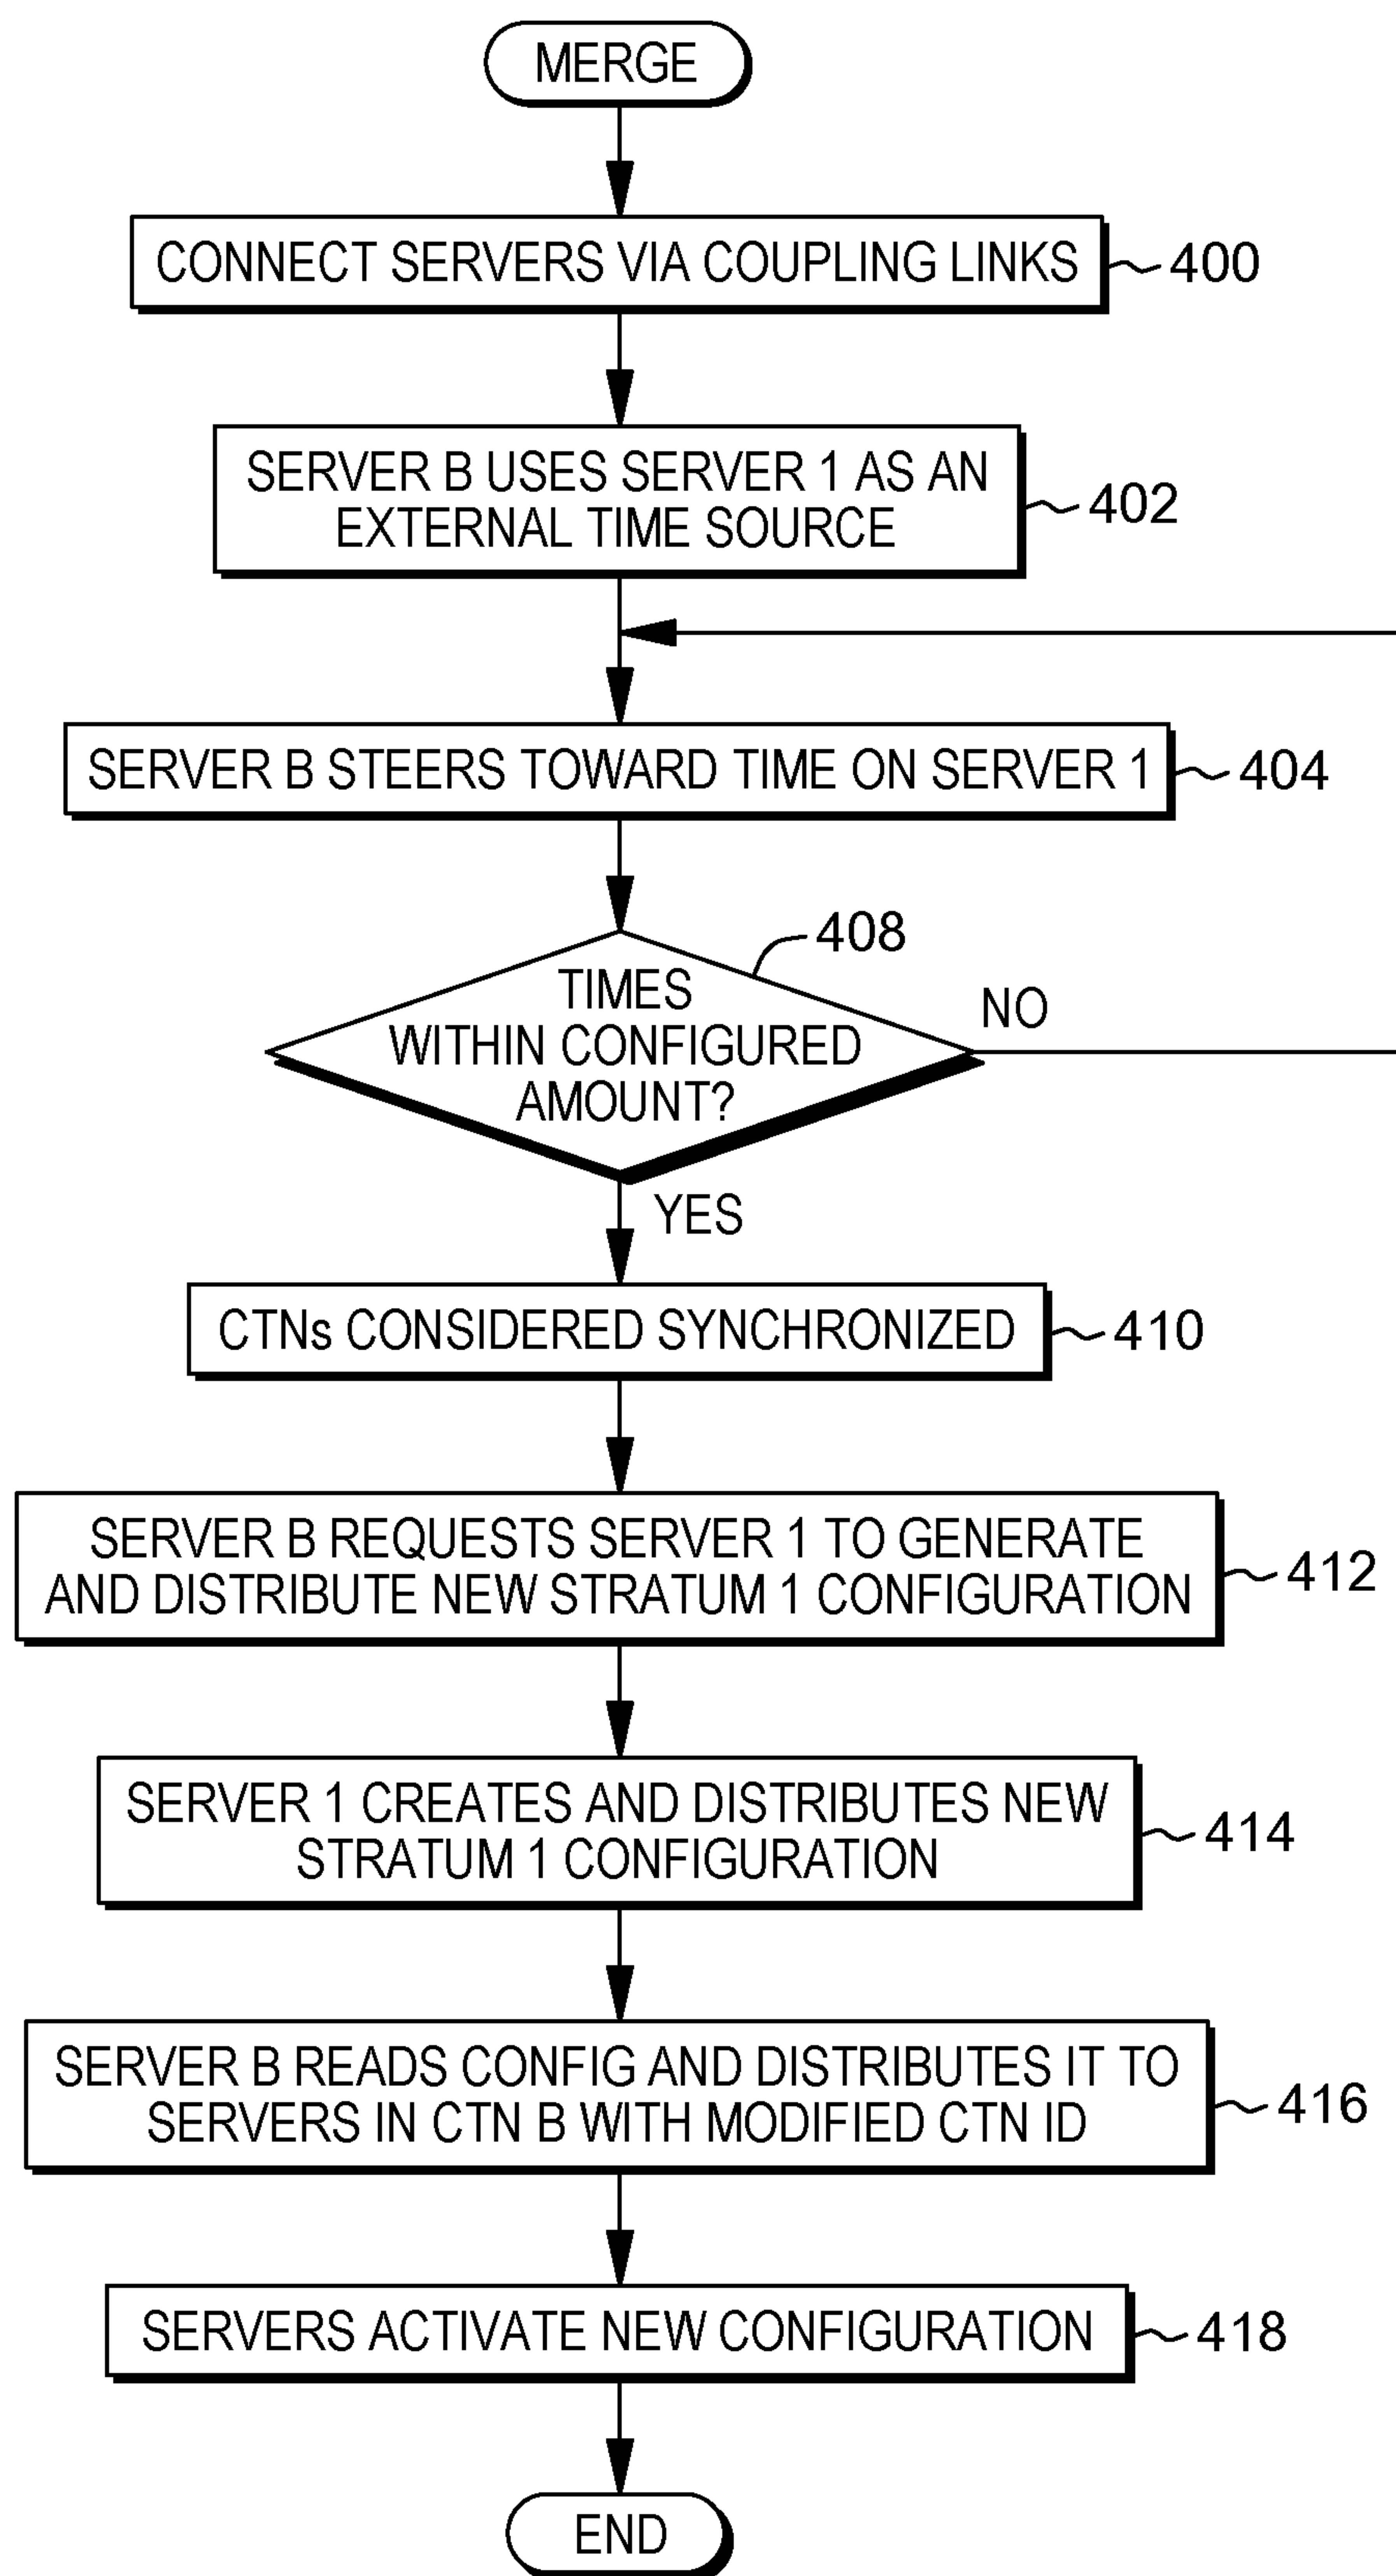 MERGE
CONNECT SERVERS VIA COUPLING LINKS
400
SERVER B USES SERVER 1 AS AN
EXTERNAL TIME SOURCE
402
SERVER B STEERS TOWARD TIME ON SERVER 1
404
408
TIMES
WITHIN CONFIGURED
AMOUNT?
NO
YES
CTNs CONSIDERED SYNCHRONIZED
410
SERVER B REQUESTS SERVER 1 TO GENERATE
AND DISTRIBUTE NEW STRATUM 1 CONFIGURATION
412
SERVER 1 CREATES AND DISTRIBUTES NEW
STRATUM 1 CONFIGURATION
414
SERVER B READS CONFIG AND DISTRIBUTES IT TO
SERVERS IN CTN B WITH MODIFIED CTN ID
416
SERVERS ACTIVATE NEW CONFIGURATION
418
END